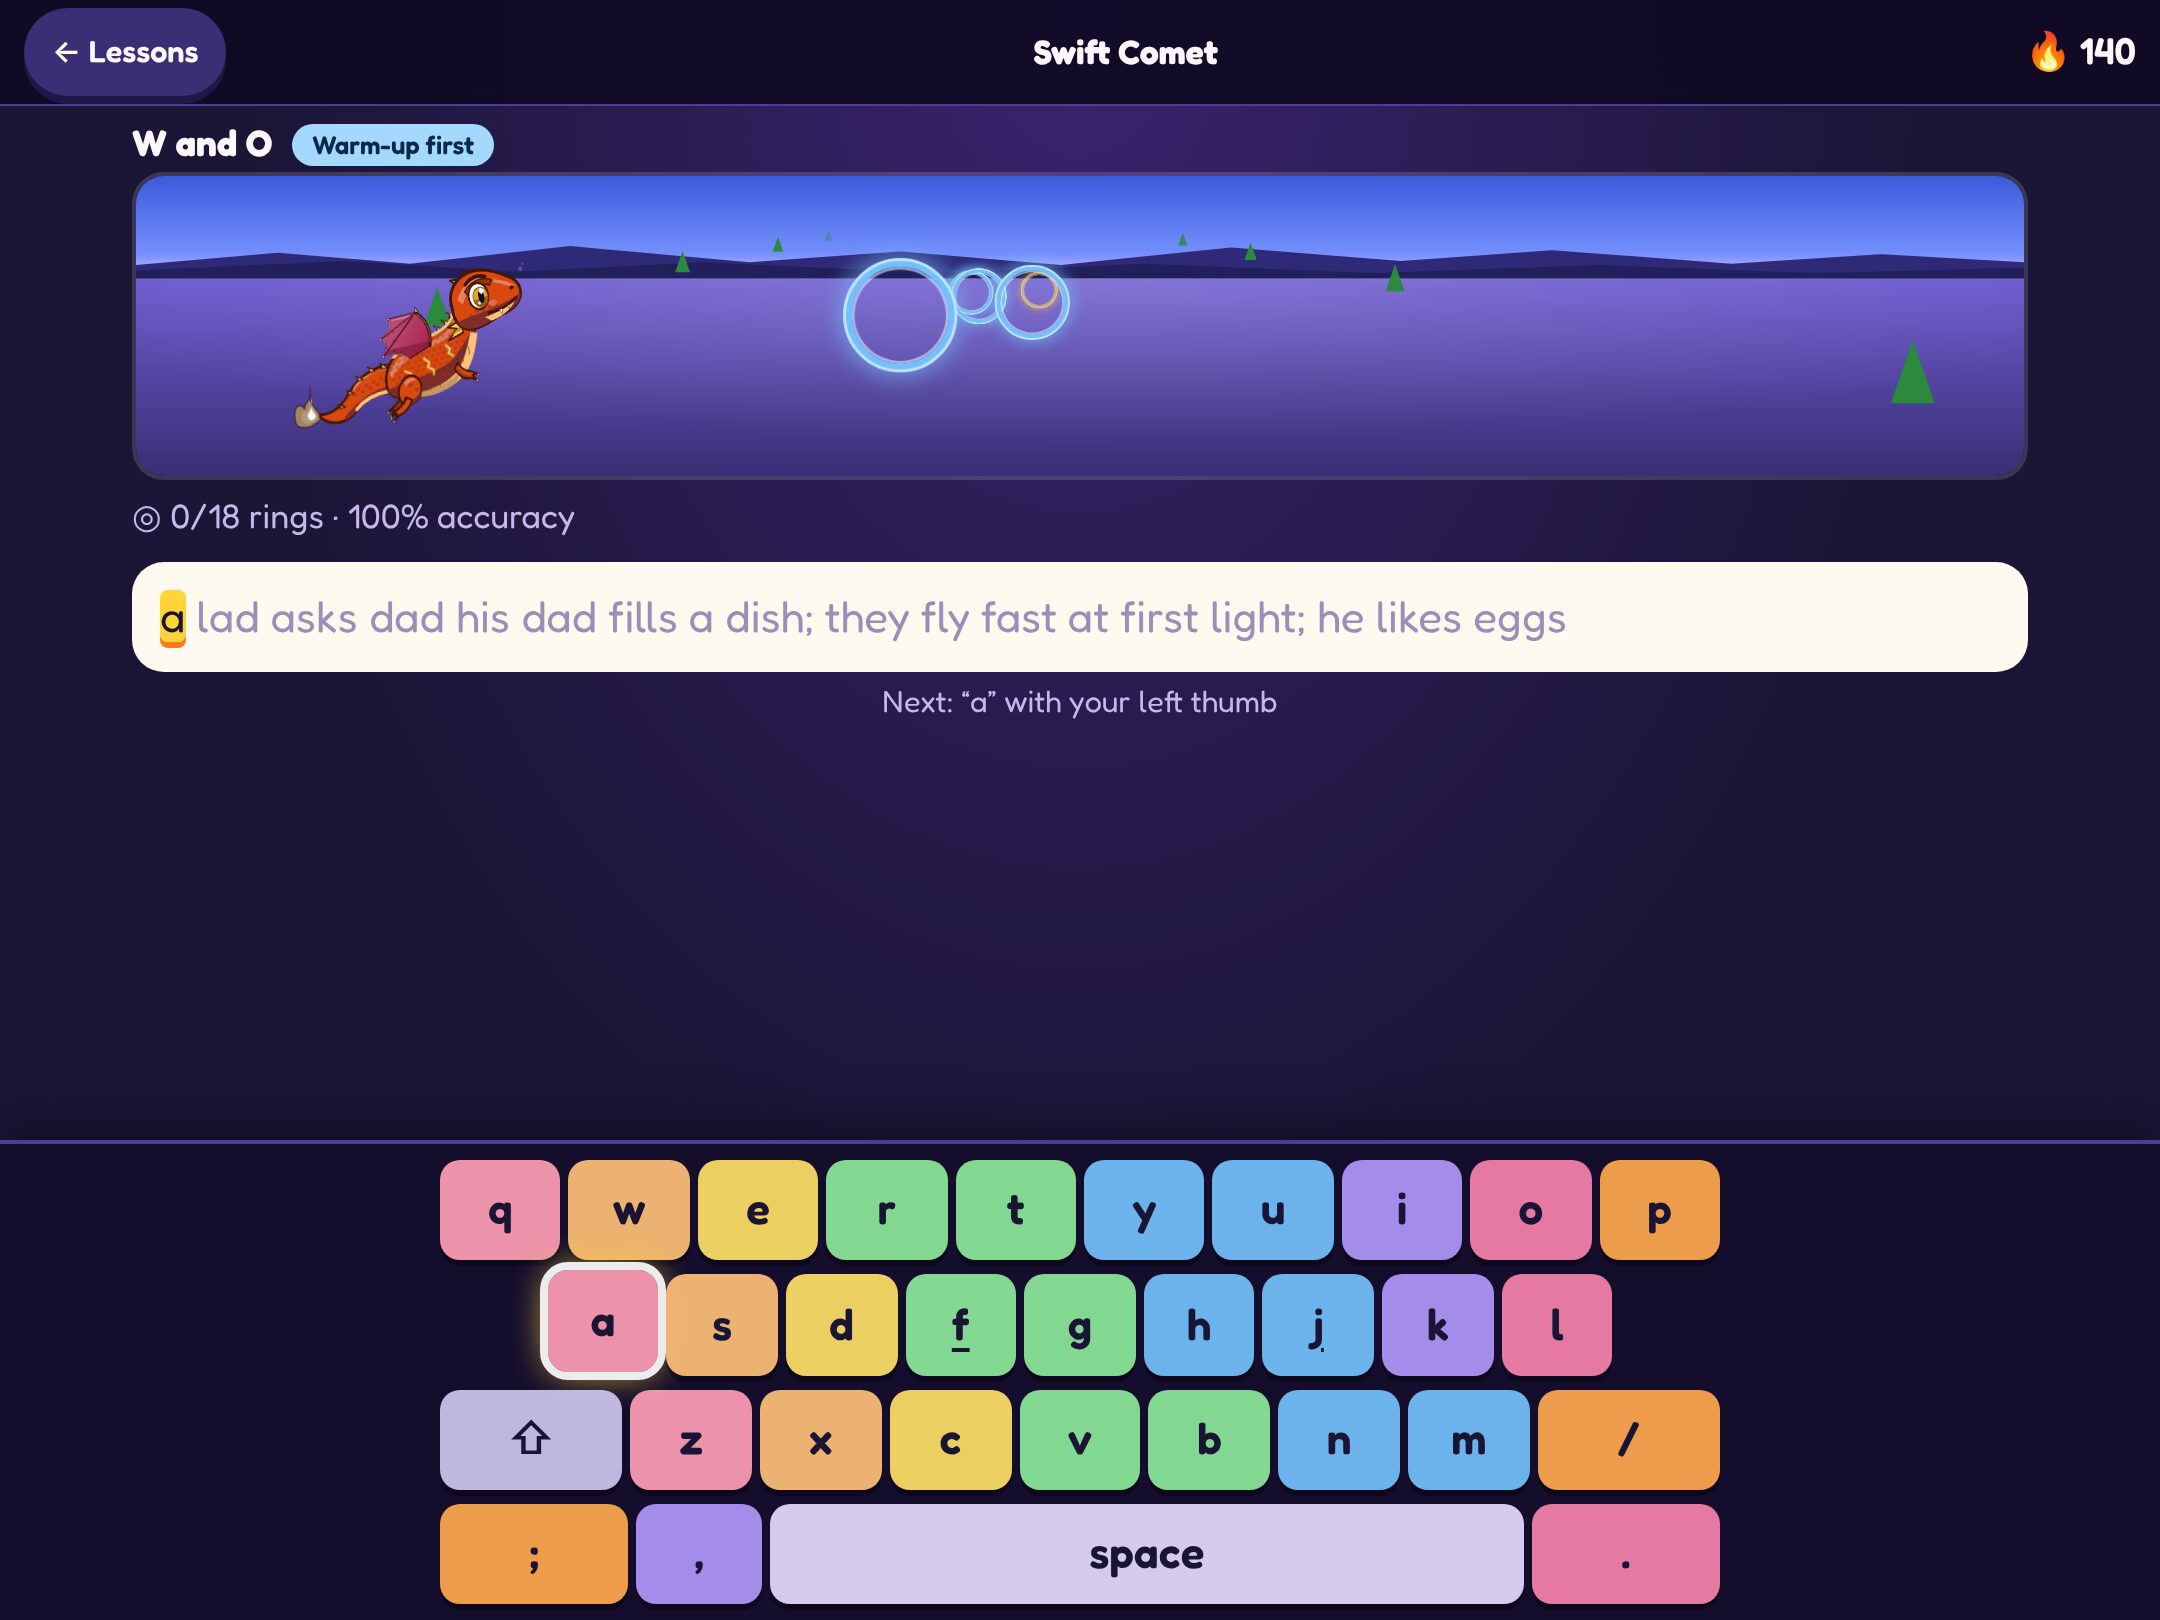 ← Lessons
Swift Comet
🔥 140
W and O
Warm-up first
◎ 0/18 rings · 100% accuracy
a lad asks dad his dad fills a dish; they fly fast at first light; he likes eggs
Next: “a” with your left thumb
q w e r t y u i o p
a s d f g h j k l
⇧ z x c v b n m /
; , space .